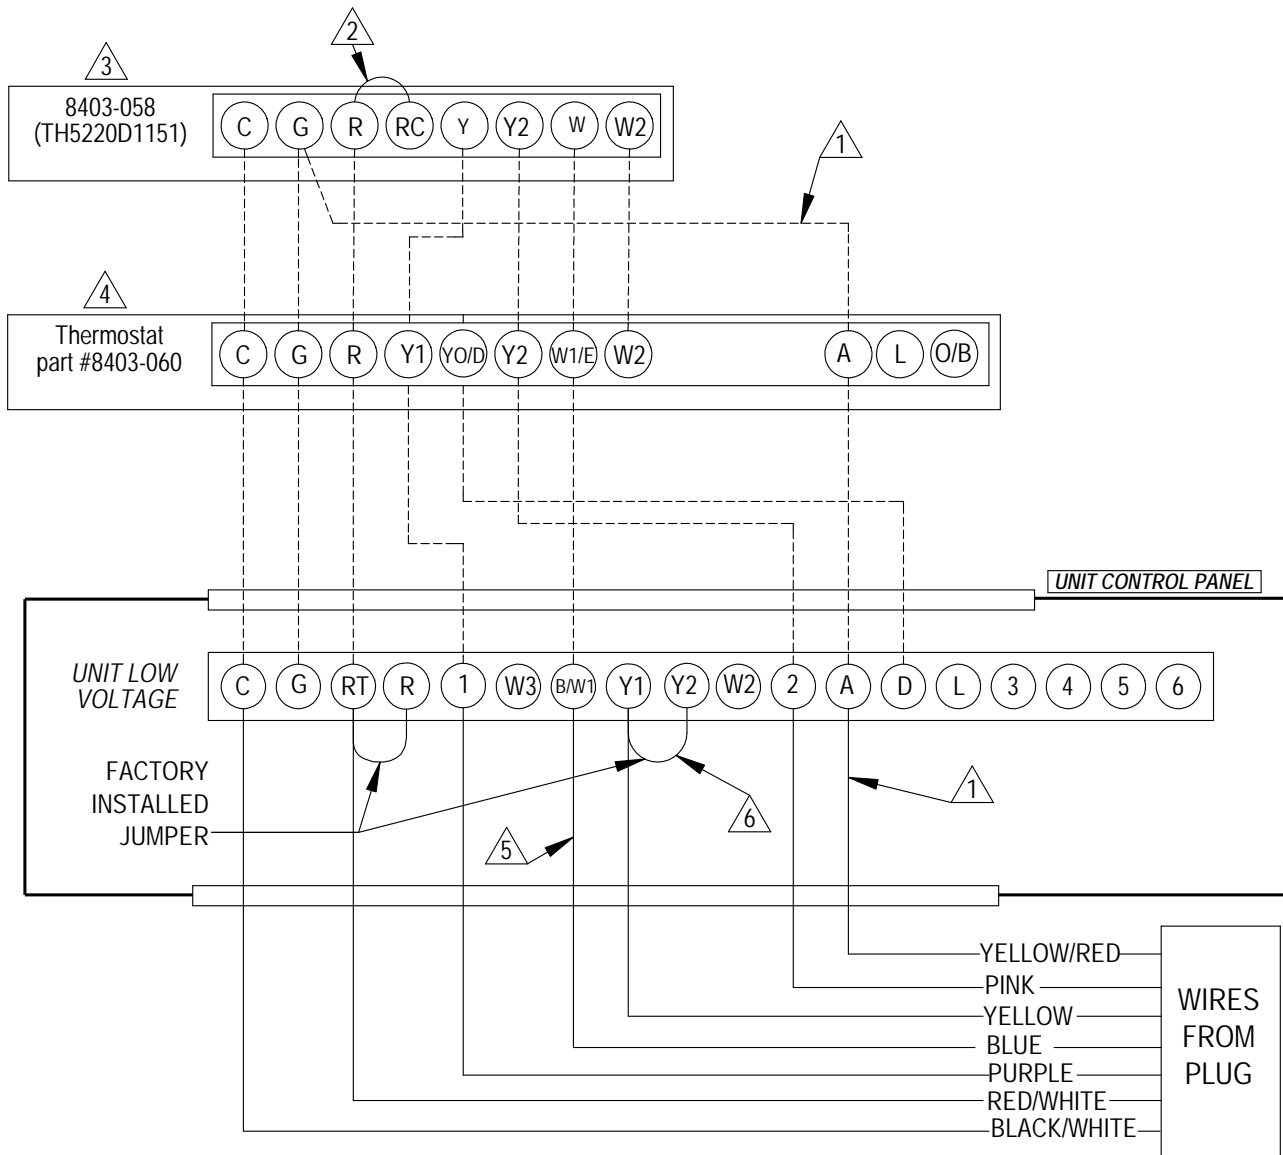 2
3
8403-058
(TH5220D1151)
C G R RC Y Y2 W W2
1
4
Thermostat
part #8403-060
C G R Y1 YO/D Y2 W1/E W2 A L O/B
UNIT CONTROL PANEL
UNIT LOW
VOLTAGE
C G RT R 1 W3 B/W1 Y1 Y2 W2 2 A D L 3 4 5 6
FACTORY
INSTALLED
JUMPER
5
6
1
YELLOW/RED
PINK
YELLOW
BLUE
PURPLE
RED/WHITE
BLACK/WHITE
WIRES
FROM
PLUG